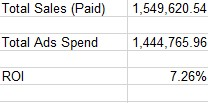 Total Sales (Paid) 1,549,620.54
Total Ads Spend 1,444,765.96
ROI 7.26%